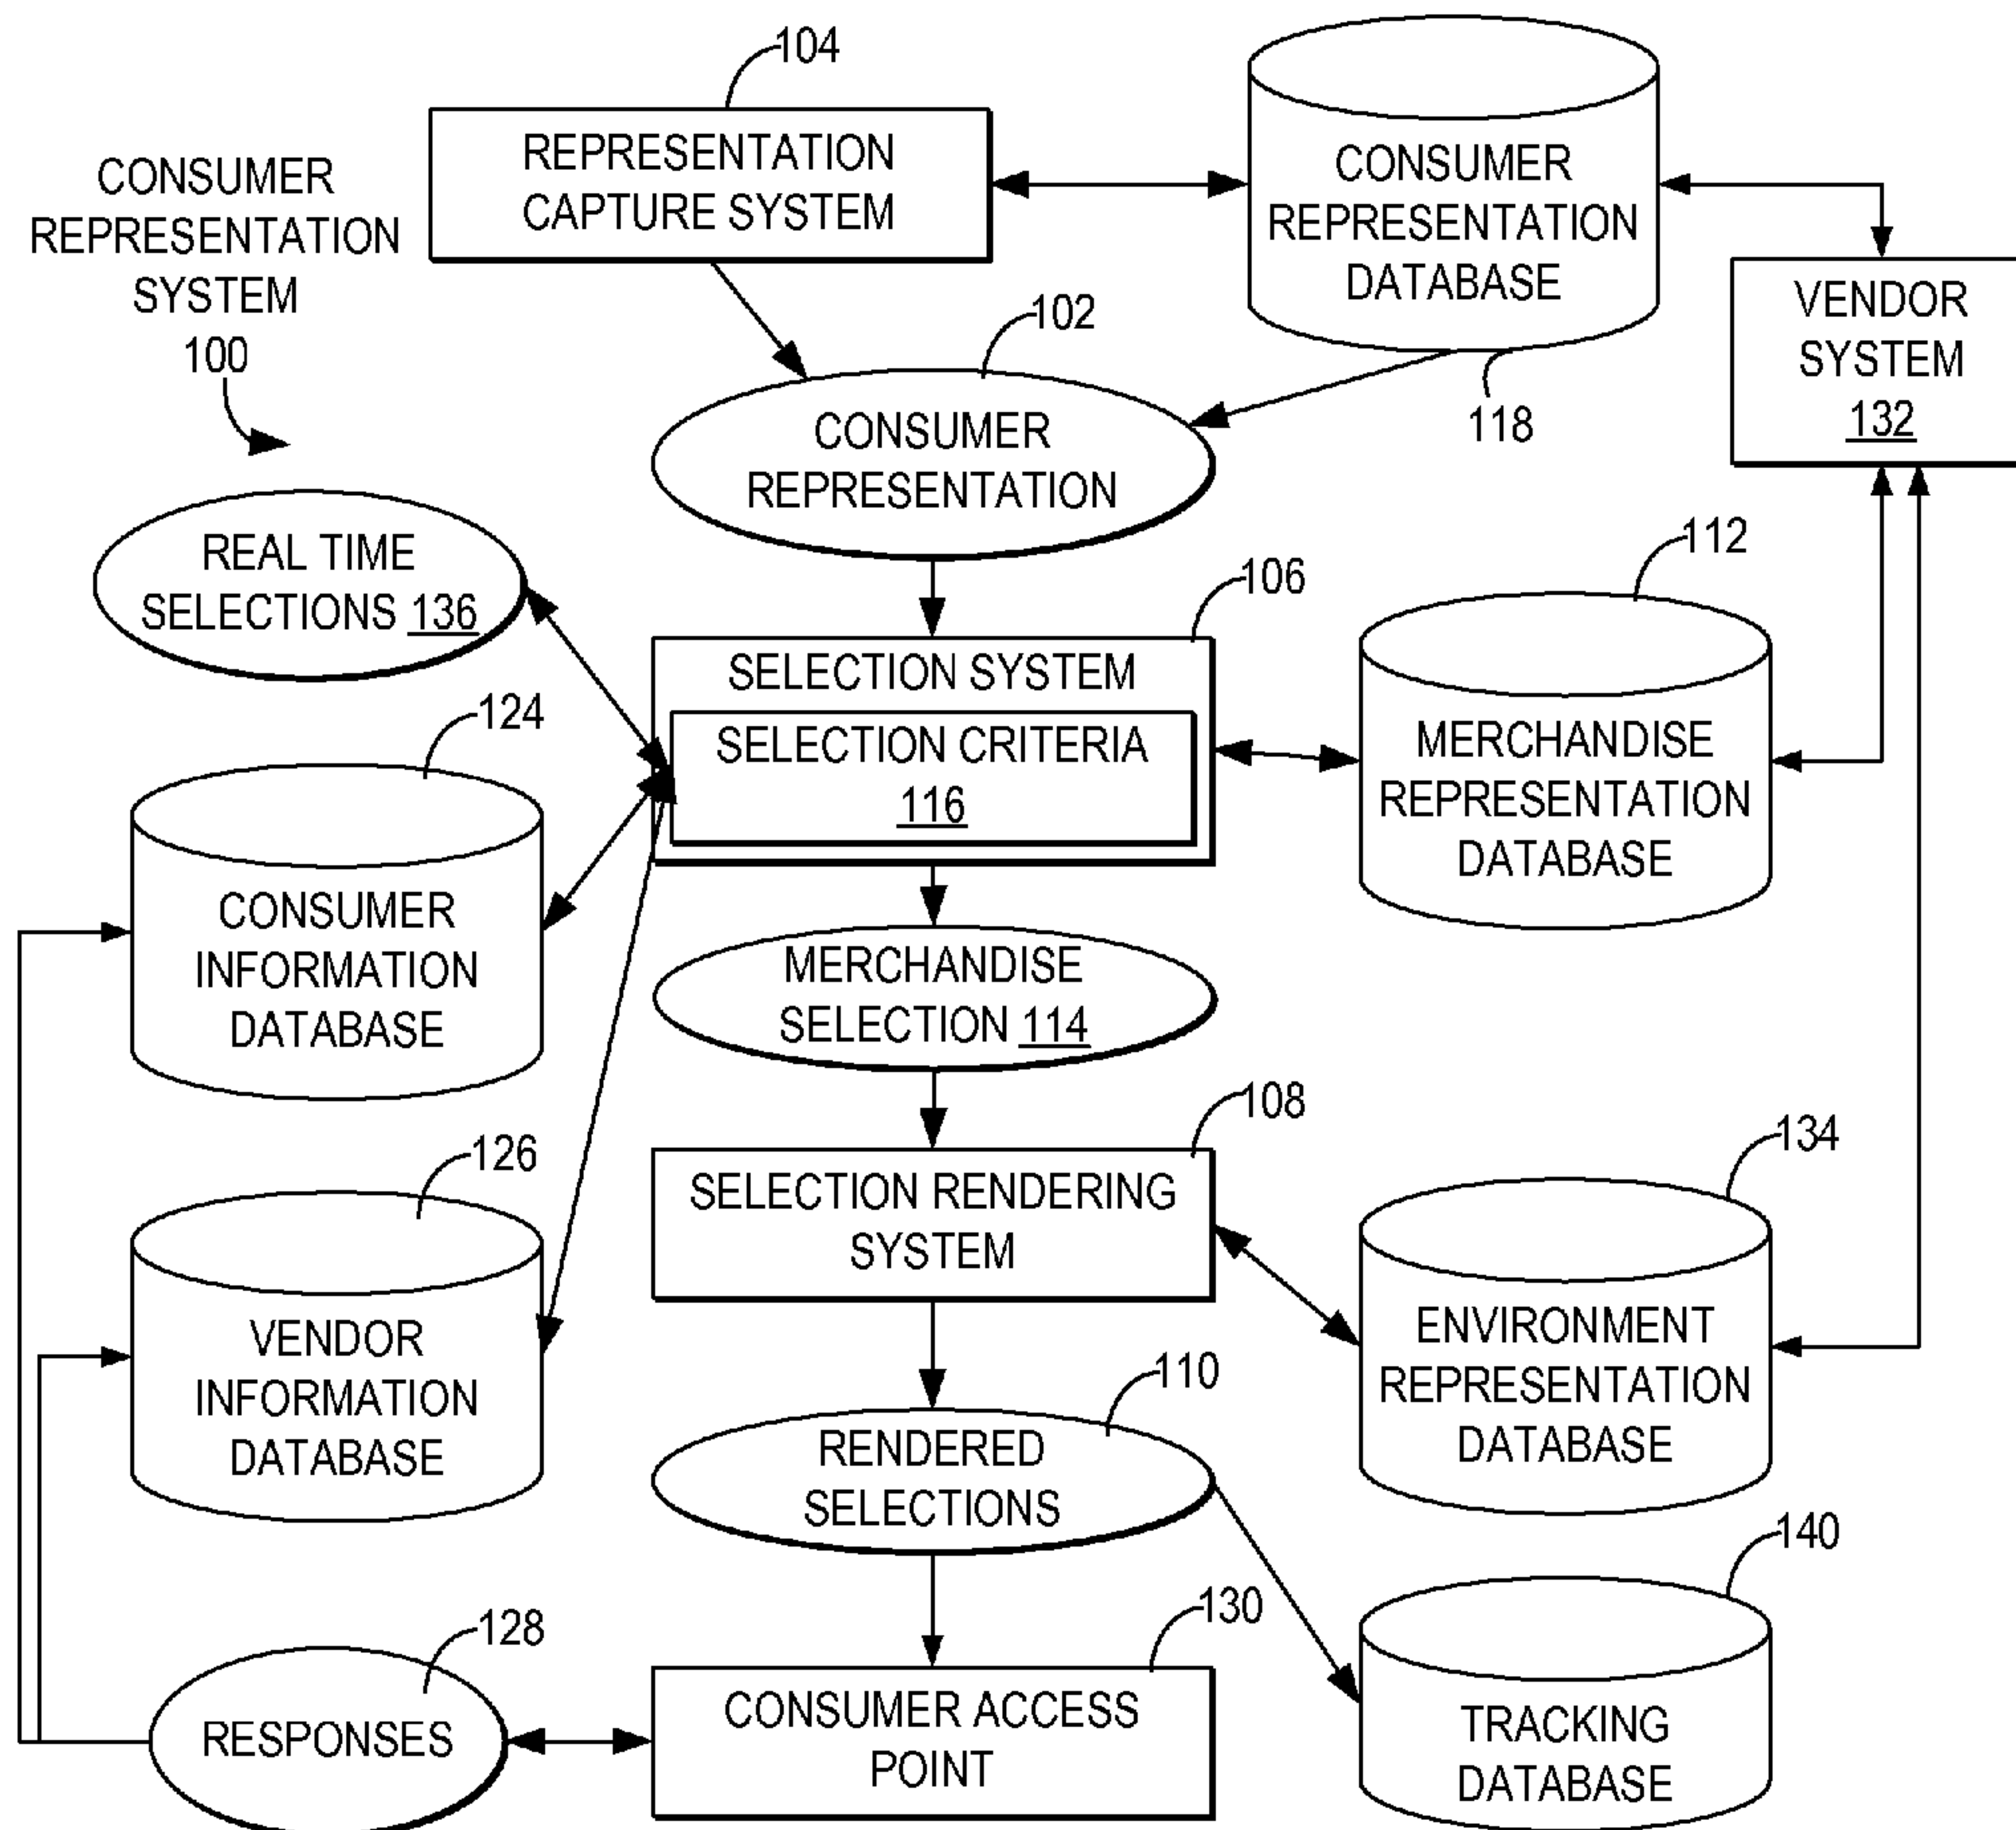 104
REPRESENTATION
CAPTURE SYSTEM
CONSUMER
REPRESENTATION
DATABASE
118
CONSUMER
REPRESENTATION
SYSTEM
100
VENDOR
SYSTEM
132
102
CONSUMER
REPRESENTATION
REAL TIME
SELECTIONS 136
106
SELECTION SYSTEM
SELECTION CRITERIA
116
112
MERCHANDISE
REPRESENTATION
DATABASE
124
CONSUMER
INFORMATION
DATABASE
MERCHANDISE
SELECTION 114
108
SELECTION RENDERING
SYSTEM
134
ENVIRONMENT
REPRESENTATION
DATABASE
126
VENDOR
INFORMATION
DATABASE
110
RENDERED
SELECTIONS
140
TRACKING
DATABASE
128
RESPONSES
130
CONSUMER ACCESS
POINT